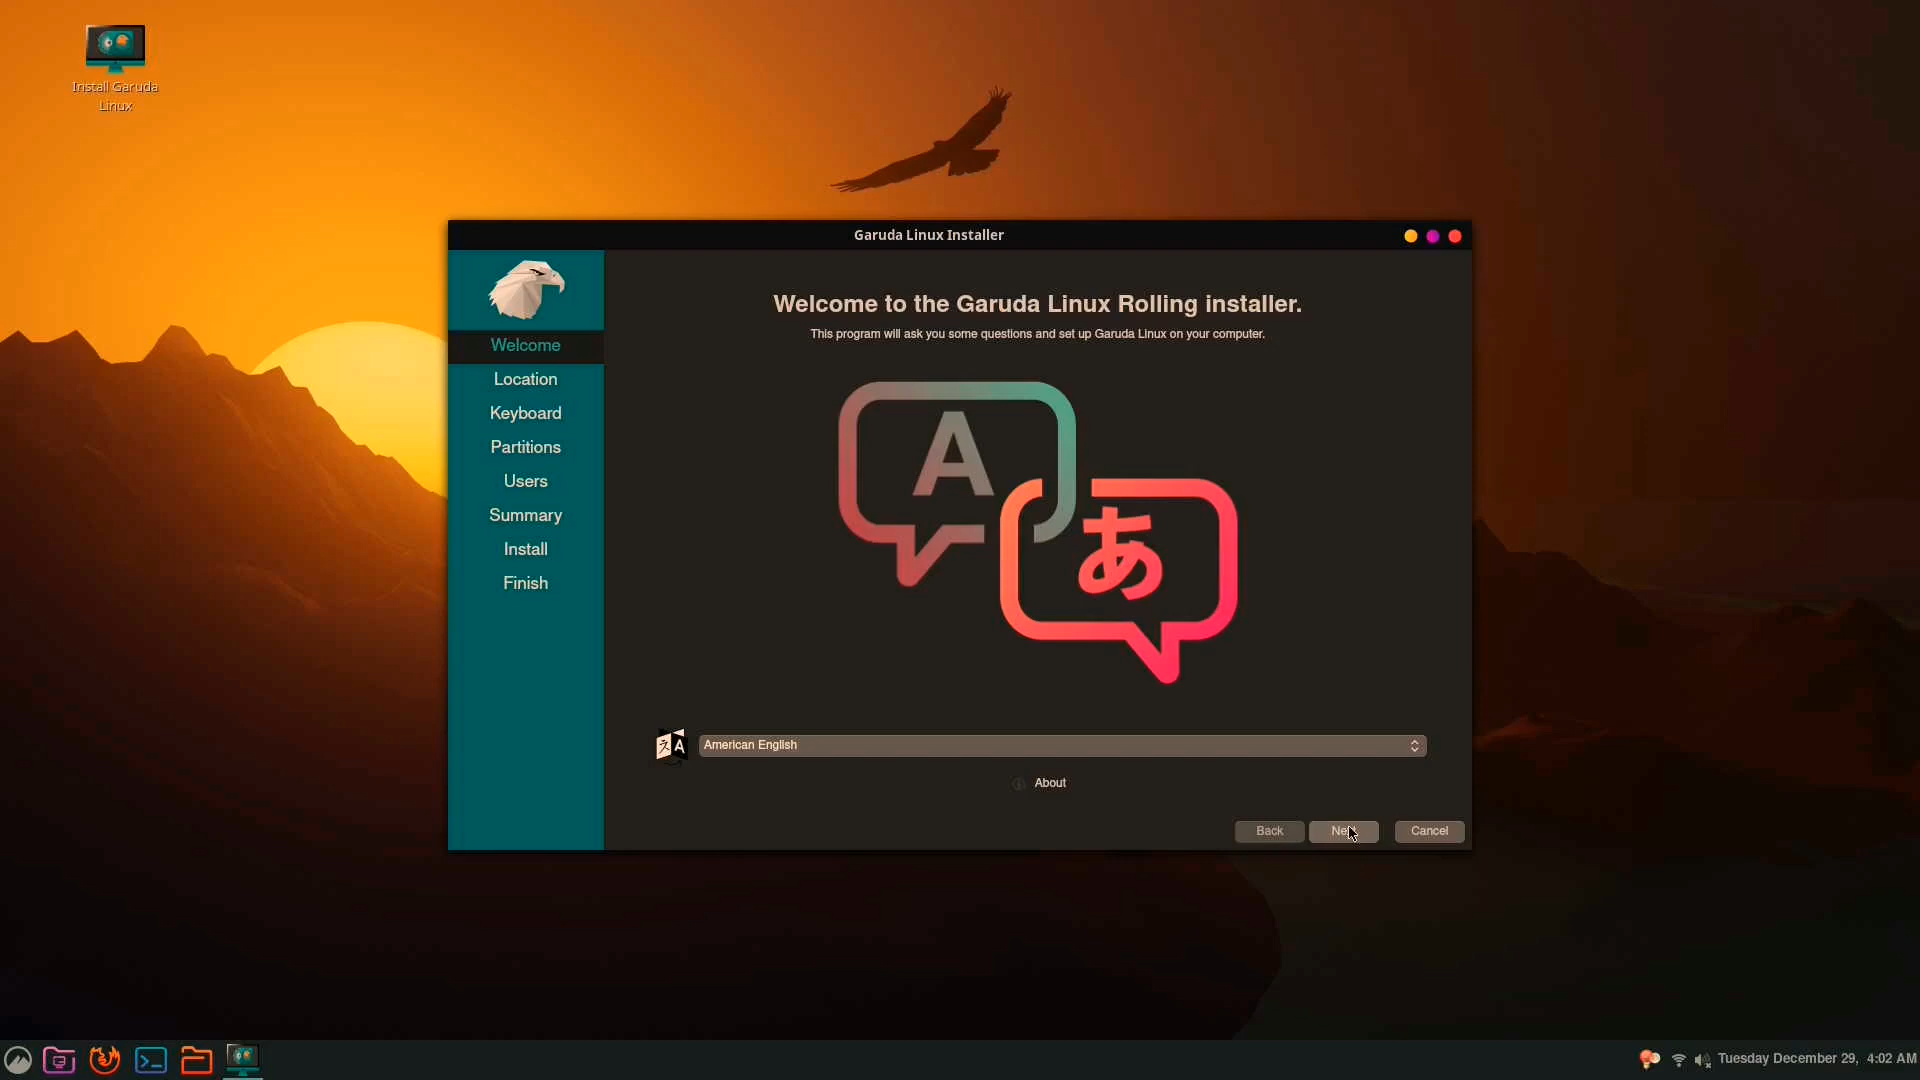 Install Garuda
Linux
Garuda Linux Installer
Welcome to the Garuda Linux Rolling installer.
This program will ask you some questions and set up Garuda Linux on your computer.
Welcome
Location
Keyboard
Partitions
Users
Summary
Install
Finish
A
あ
American English
About
Back
Cancel
Tuesday December 29, 4:02 AM